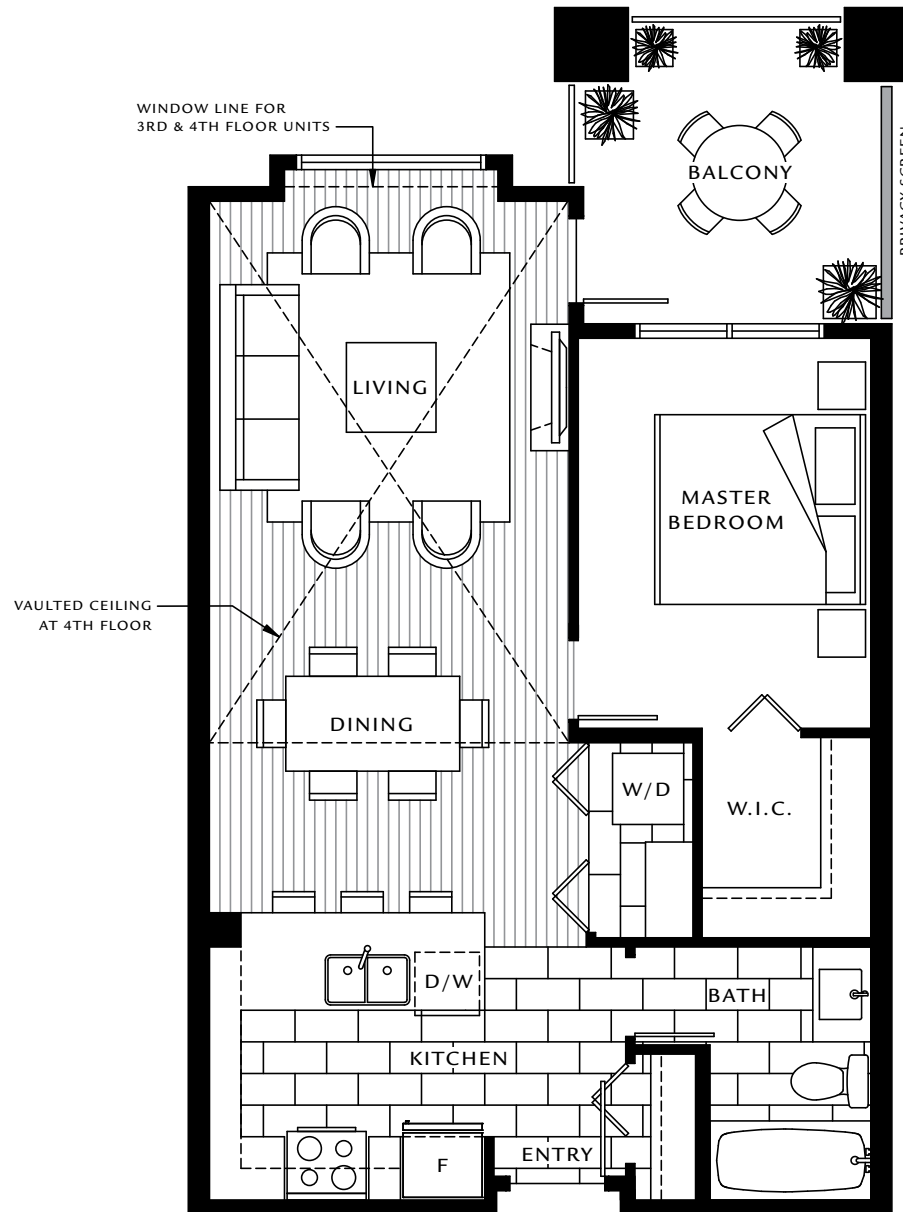 WINDOW LINE FOR
3RD & 4TH FLOOR UNITS
BALCONY
PRIVACY SCREEN
LIVING
MASTER
BEDROOM
VAULTED CEILING
AT 4TH FLOOR
DINING
W/D
W.I.C.
D/W
BATH
KITCHEN
ENTRY
F